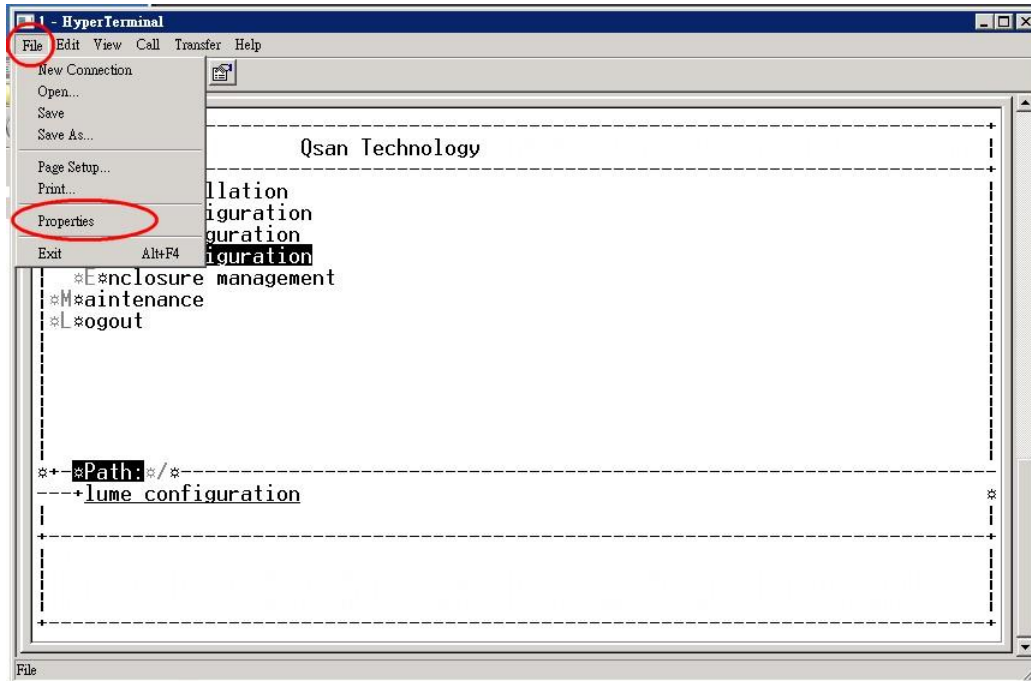 1 - HyperTerminal
File Edit View Call Transfer Help
New Connection
Open...
Save
Save As...
Page Setup...
Print...
Properties
Exit Alt+F4
Qsan Technology
llation
iguration
guration
iguration
¤E¤nclosure management
¤M¤aintenance
¤L¤ogout
¤+-¤Path:¤/¤
---+lume configuration ¤
File